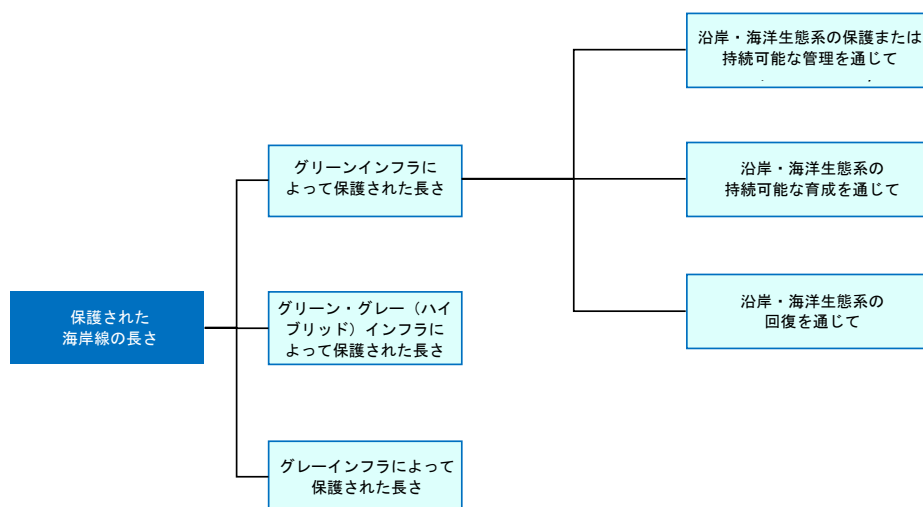 沿岸・海洋生態系の保護または
持続可能な管理を通じて
グリーンインフラに
よって保護された長さ
沿岸・海洋生態系の
持続可能な育成を通じて
保護された
海岸線の長さ
グリーン・グレー（ハイ
ブリッド）インフラに
よって保護された長さ
沿岸・海洋生態系の
回復を通じて
グレーインフラによって
保護された長さ